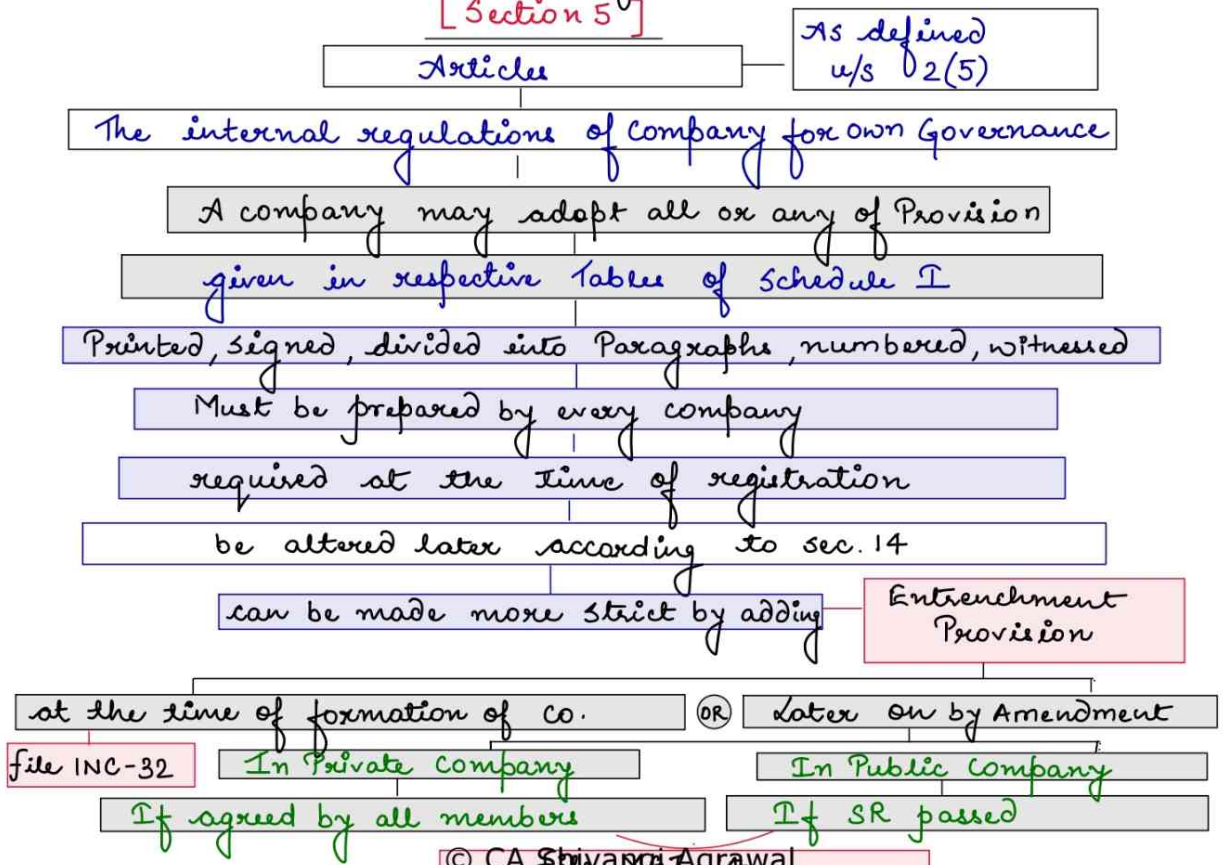 [Section 5]
Articles
As defined
u/s 2(5)
The internal regulations of company for own Governance
A company may adopt all or any of Provision
given in respective Tables of schedule I
Printed, signed, divided into Paragraphs, numbered, witnessed
Must be prepared by every company
required at the time of registration
be altered later according to sec. 14
can be made more strict by adding
Entrenchment
Provision
at the time of formation of co.
OR
Later on by Amendment
file INC-32
In Private company
In Public company
If agreed by all members
If SR passed
© CA Shivangi Agrawal